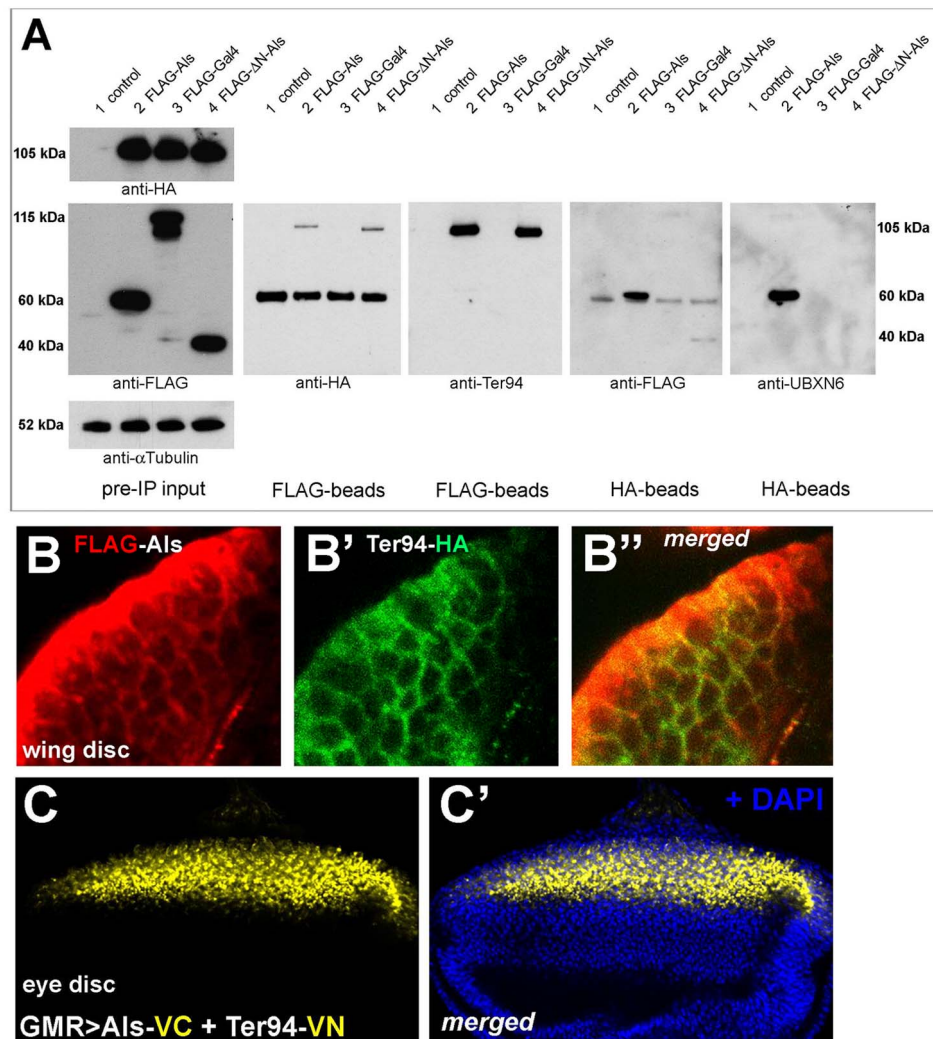 A
1 control
2 FLAG-Als
3 FLAG-Gal4
4 FLAG-ΔN-Als
1 control
2 FLAG-Als
3 FLAG-Gal4
4 FLAG-ΔN-Als
1 control
2 FLAG-Als
3 FLAG-Gal4
4 FLAG-ΔN-Als
1 control
2 FLAG-Als
3 FLAG-Gal4
4 FLAG-ΔN-Als
1 control
2 FLAG-Als
3 FLAG-Gal4
4 FLAG-ΔN-Als
105 kDa
anti-HA
115 kDa
60 kDa
40 kDa
105 kDa
60 kDa
40 kDa
anti-FLAG
anti-HA
anti-Ter94
anti-FLAG
anti-UBXN6
52 kDa
anti-αTubulin
pre-IP input
FLAG-beads
FLAG-beads
HA-beads
HA-beads
B FLAG-Als
wing disc
B' Ter94-HA
B'' merged
C
eye disc
GMR>Als-VC + Ter94-VN
C' + DAPI
merged